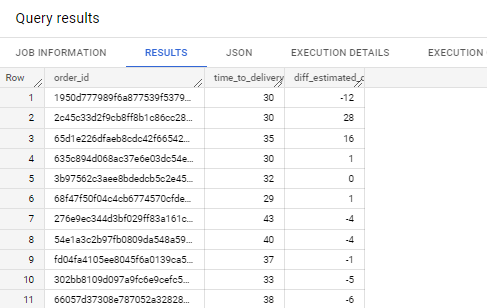 Query results
JOB INFORMATION RESULTS JSON EXECUTION DETAILS EXECUTION
Row order_id time_to_delivery diff_estimated_
1 1950d777989f6a877539f5379... 30 -12
2 2c45c33d2f9cb8ff8b1c86cc28... 30 28
3 65d1e226dfaeb8cdc42f66542... 35 16
4 635c894d068ac37e6e03dc54e... 30 1
5 3b97562c3aee8bdedcb5c2e45... 32 0
6 68f47f50f04c4cb6774570cfde... 29 1
7 276e9ec344d3bf029ff83a161c... 43 -4
8 54e1a3c2b97fb0809da548a59... 40 -4
9 fd04fa4105ee8045f6a0139ca5... 37 -1
10 302bb8109d097a9fc6e9cefc5... 33 -5
11 66057d37308e787052a32828... 38 -6